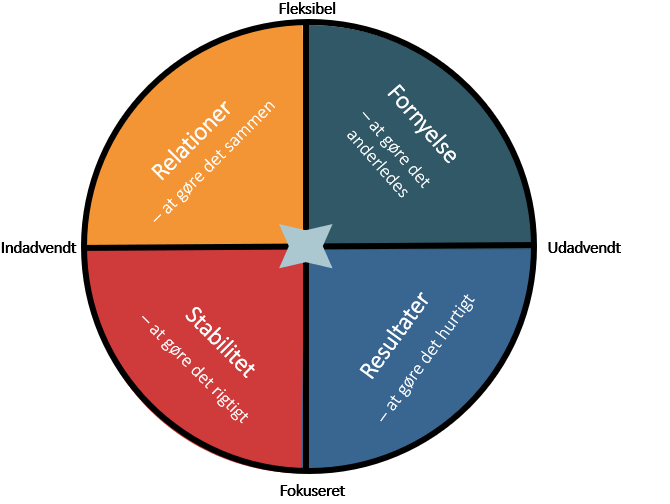 Fleksibel
Relationer
– at gøre det sammen
Fornyelse
– at gøre det
anderledes
Indadvendt
Udadvendt
Stabilitet
– at gøre det rigtigt
Resultater
– at gøre det hurtigt
Fokuseret